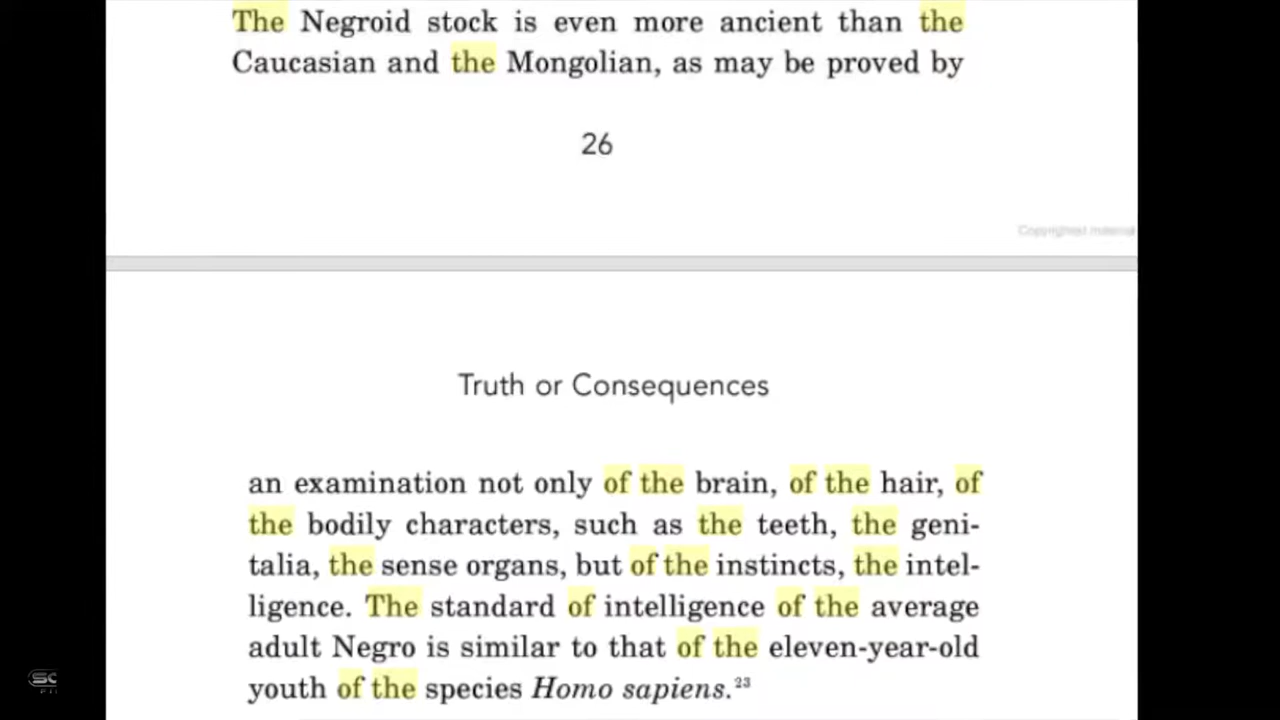 The Negroid stock is even more ancient than the
Caucasian and the Mongolian, as may be proved by
26
Copyrighted material
Truth or Consequences
an examination not only of the brain, of the hair, of
the bodily characters, such as the teeth, the geni-
talia, the sense organs, but of the instincts, the intel-
ligence. The standard of intelligence of the average
adult Negro is similar to that of the eleven-year-old
youth of the species Homo sapiens.²³